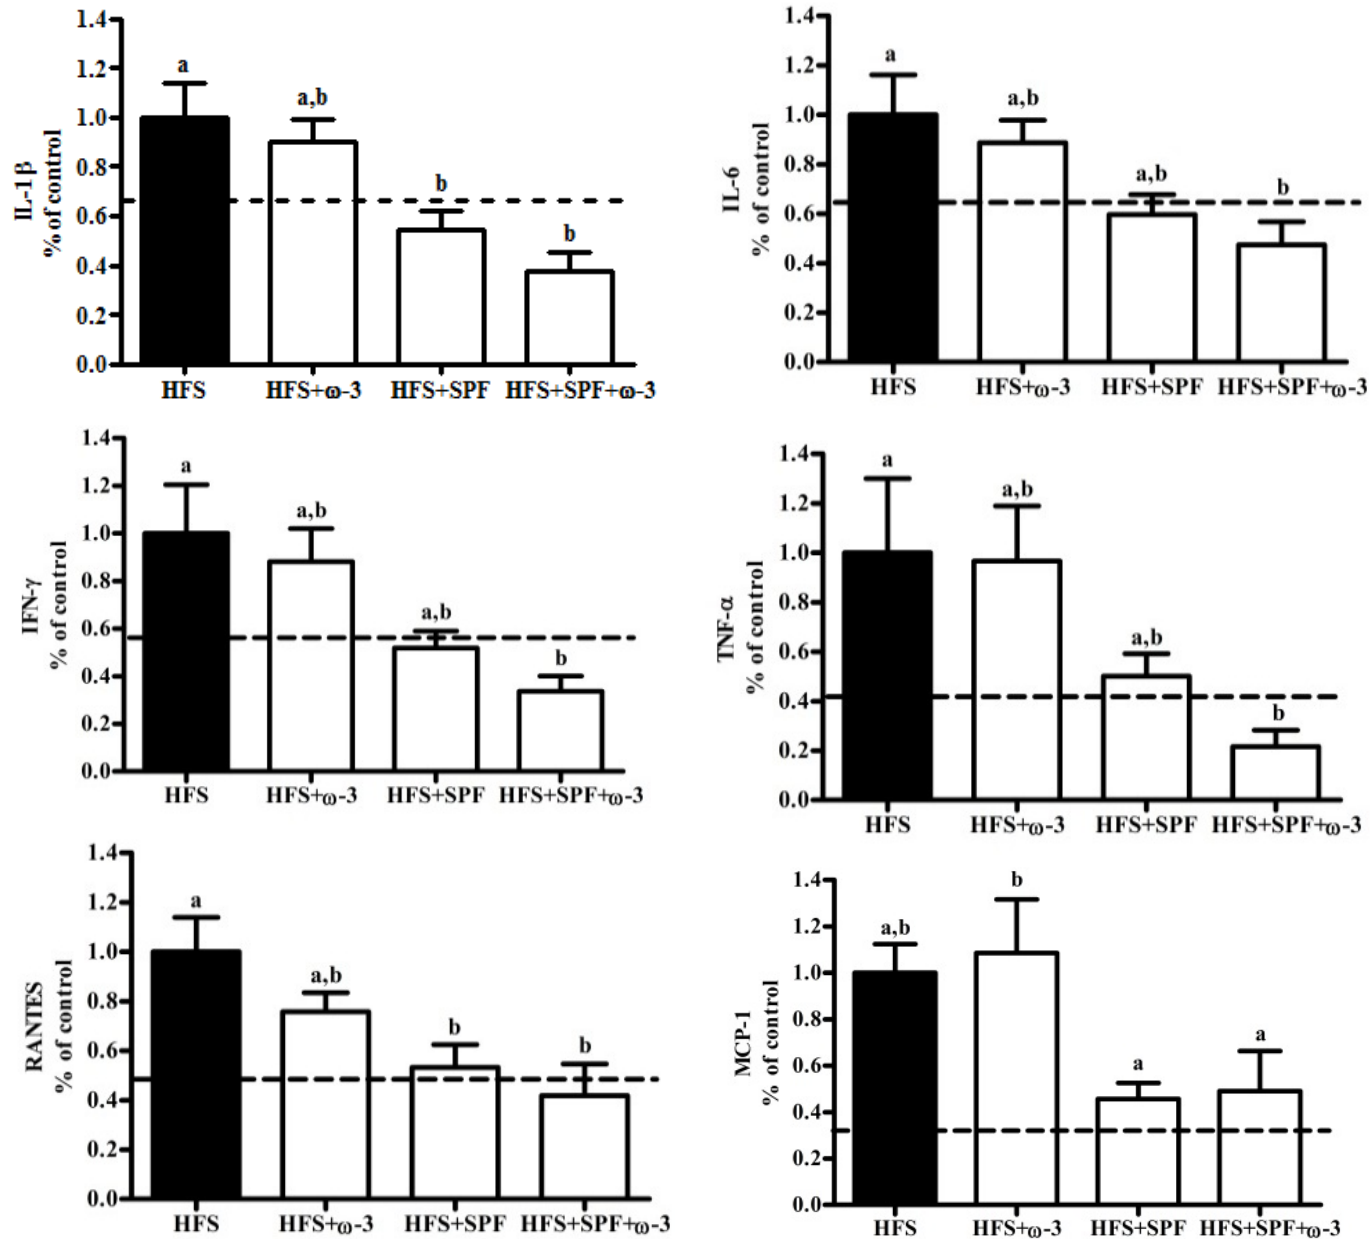 IL-1β
% of control
1.4
1.2
1.0
0.8
0.6
0.4
0.2
0.0
a
a,b
b
b
HFS
HFS+ω-3
HFS+SPF
HFS+SPF+ω-3
IL-6
% of control
1.4
1.2
1.0
0.8
0.6
0.4
0.2
0.0
a
a,b
a,b
b
HFS
HFS+ω-3
HFS+SPF
HFS+SPF+ω-3
IFN-γ
% of control
1.4
1.2
1.0
0.8
0.6
0.4
0.2
0.0
a
a,b
a,b
b
HFS
HFS+ω-3
HFS+SPF
HFS+SPF+ω-3
TNF-α
% of control
1.4
1.2
1.0
0.8
0.6
0.4
0.2
0.0
a
a,b
a,b
b
HFS
HFS+ω-3
HFS+SPF
HFS+SPF+ω-3
RANTES
% of control
1.4
1.2
1.0
0.8
0.6
0.4
0.2
0.0
a
a,b
b
b
HFS
HFS+ω-3
HFS+SPF
HFS+SPF+ω-3
MCP-1
% of control
1.4
1.2
1.0
0.8
0.6
0.4
0.2
0.0
a,b
b
a
a
HFS
HFS+ω-3
HFS+SPF
HFS+SPF+ω-3